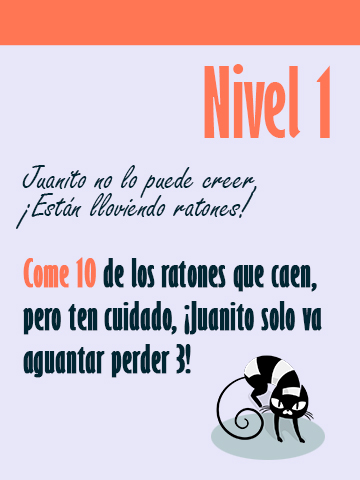 Nivel 1
Juanito no lo puede creer,
¡Están lloviendo ratones!
Come 10 de los ratones que caen,
pero ten cuidado, ¡Juanito solo va
aguantar perder 3!